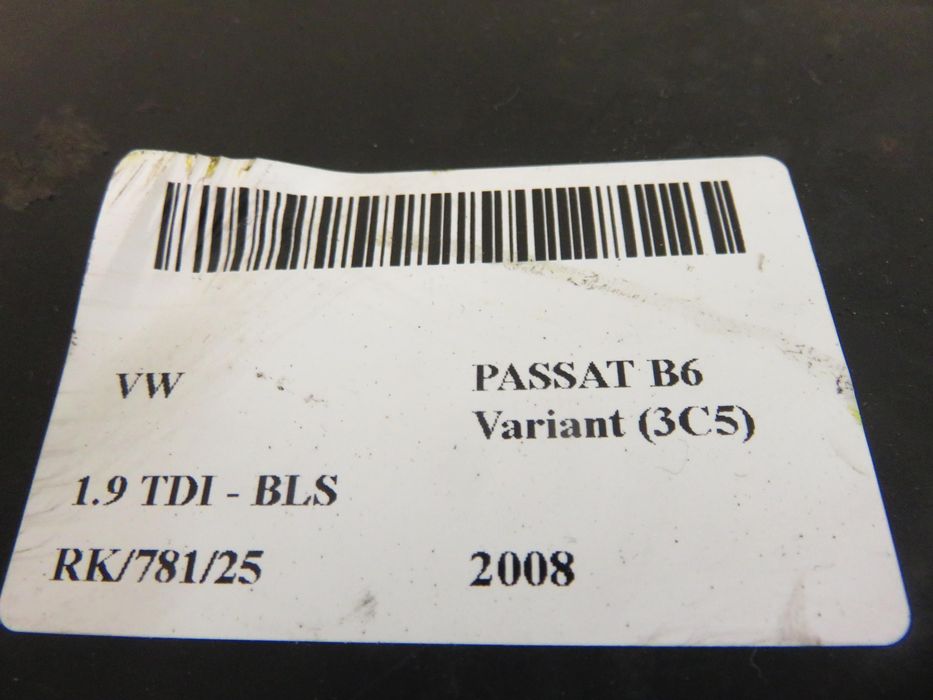 VW PASSAT B6
Variant (3C5)
1.9 TDI - BLS
RK/781/25 2008